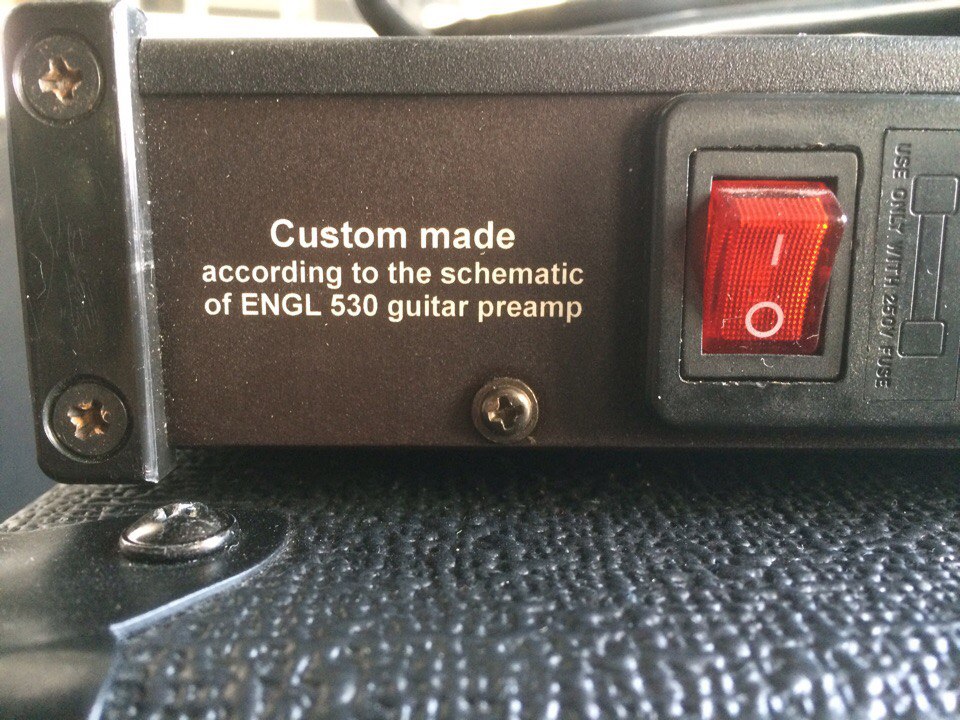 Custom made
according to the schematic
of ENGL 530 guitar preamp
I
O
USE ONLY WITH 250V FUSE